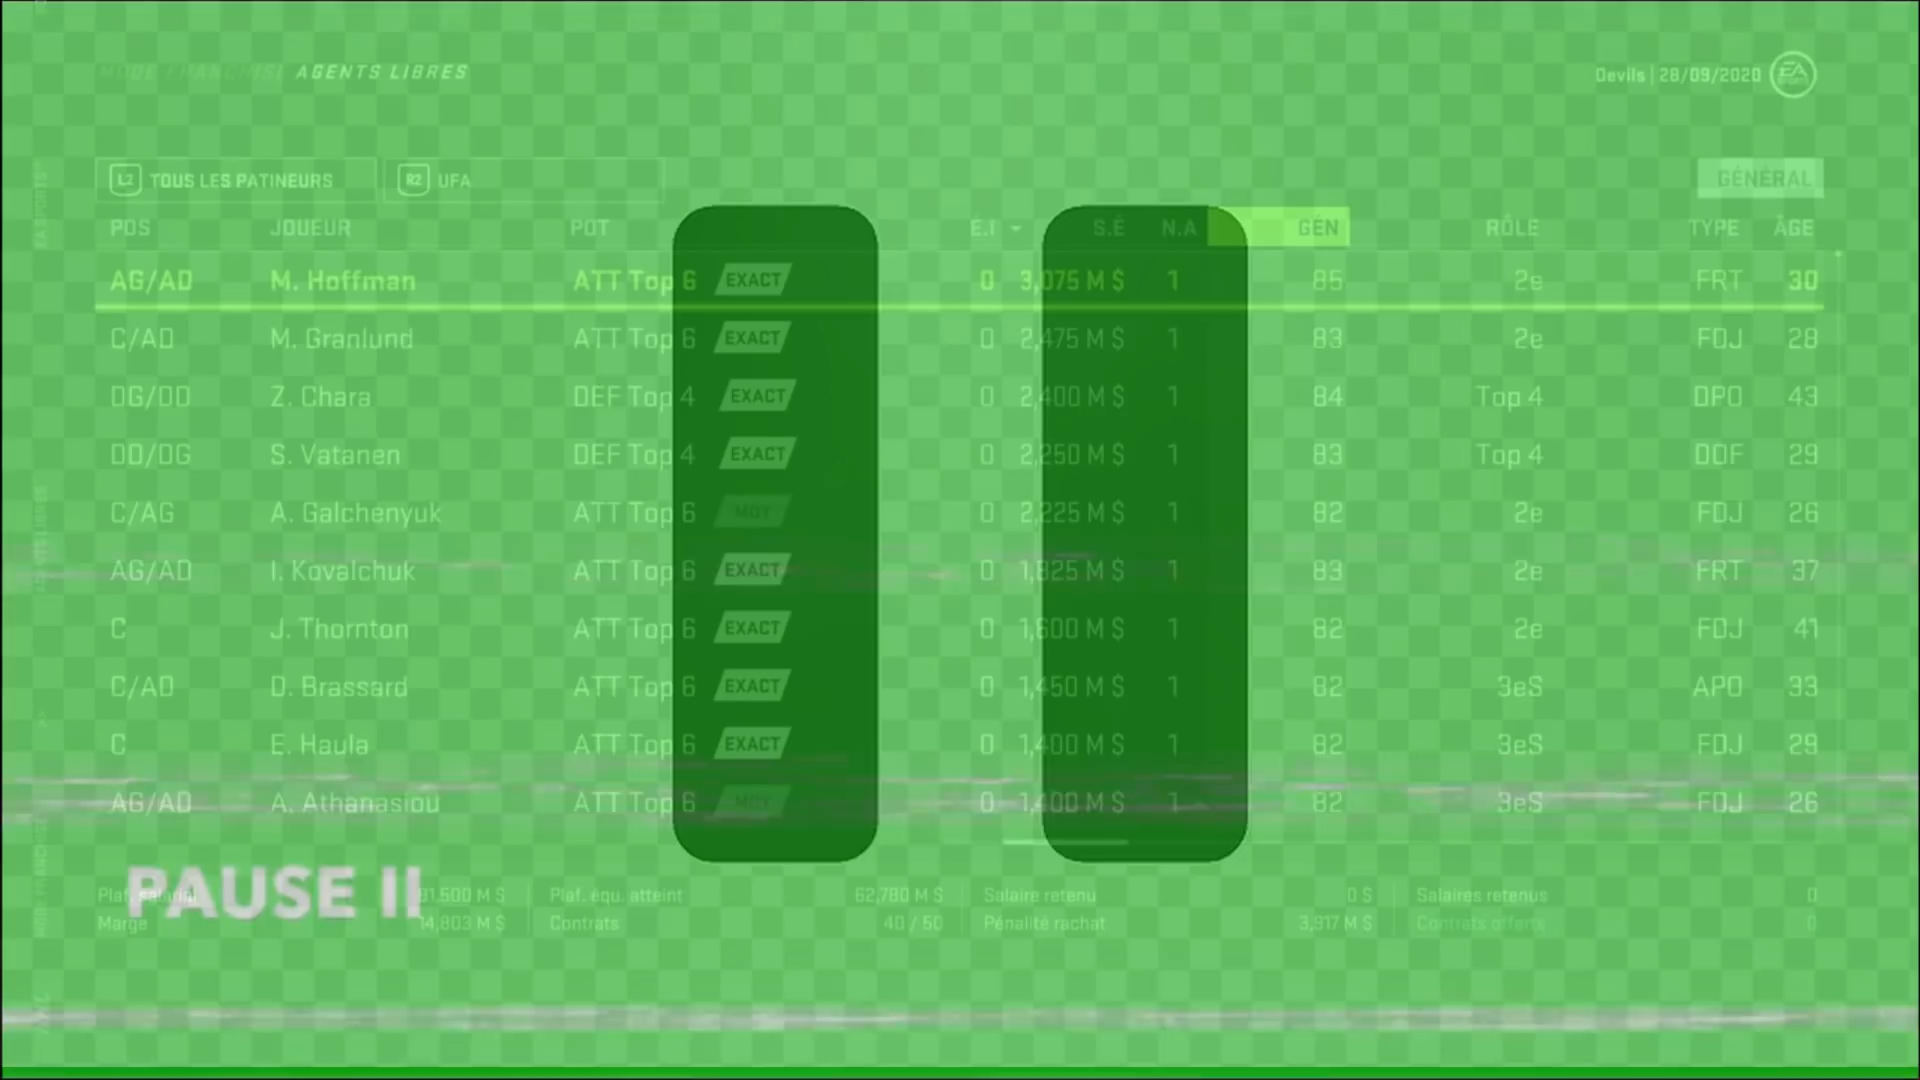 MODE FRANCHISE AGENTS LIBRES
Devils | 28/09/2020
EA
L2 TOUS LES PATINEURS R2 UFA
GÉNÉRAL
POS JOUEUR POT E.I S.É N.A GÉN RÔLE TYPE ÂGE
AG/AD M. Hoffman ATT Top 6 EXACT 0 3,075 M $ 1 85 2e FRT 30
C/AD M. Granlund ATT Top 6 EXACT 0 2,475 M $ 1 83 2e FDJ 28
DG/DD Z. Chara DEF Top 4 EXACT 0 2,400 M $ 1 84 Top 4 DPO 43
DD/DG S. Vatanen DEF Top 4 EXACT 0 2,250 M $ 1 83 Top 4 DOF 29
C/AG A. Galchenyuk ATT Top 6 MOY 0 2,225 M $ 1 82 2e FDJ 26
AG/AD I. Kovalchuk ATT Top 6 EXACT 0 1,825 M $ 1 83 2e FRT 37
C J. Thornton ATT Top 6 EXACT 0 1,600 M $ 1 82 2e FDJ 41
C/AD D. Brassard ATT Top 6 EXACT 0 1,450 M $ 1 82 3eS APO 33
C E. Haula ATT Top 6 EXACT 0 1,400 M $ 1 82 3eS FDJ 29
AG/AD A. Athanasiou ATT Top 6 MOY 0 1,400 M $ 1 82 3eS FDJ 26
PAUSE II
Plaf. salarial 81,500 M $ Plaf. équ. atteint 62,780 M $ Salaire retenu 0 $ Salaires retenus 0
Marge 14,803 M $ Contrats 40 / 50 Pénalité rachat 3,917 M $ Contrats offerts 0